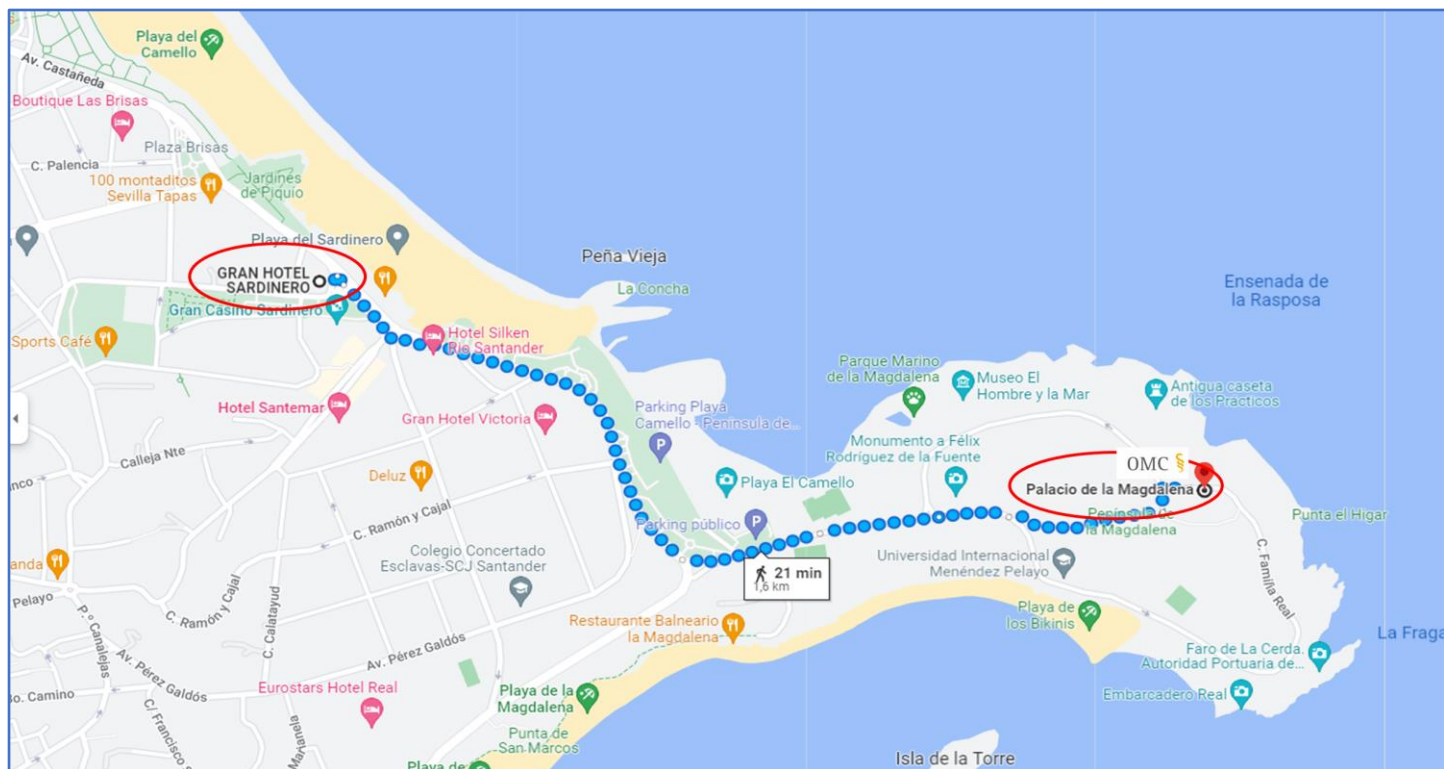 Playa del
Camello
Av. Castañeda
Boutique Las Brisas
Plaza Brisas
C. Palencia
100 montaditos
Sevilla Tapas
Jardines
de Piquío
Playa del Sardinero
GRAN HOTEL
SARDINERO
Gran Casino Sardinero
Sports Café
Hotel Silken
Rio Santander
Peña Vieja
La Concha
Ensenada de
la Rasposa
Hotel Santemar
Gran Hotel Victoria
Parking Playa
Camello - Península de...
Parque Marino
de la Magdalena
Museo El
Hombre y la Mar
Antigua caseta
de los Prácticos
Calleja Nte
Deluz
Monumento a Félix
Rodríguez de la Fuente
OMC
Palacio de la Magdalena
Playa El Camello
Parking público
Península de
la Magdalena
Punta el Higar
C. Ramón y Cajal
Colegio Concertado
Esclavas-SCJ Santander
21 min
1,6 km
Universidad Internacional
Menéndez Pelayo
C. Familia Real
Pelayo
C. Ramón y Cajal
C. Calatayud
Restaurante Balneario
la Magdalena
Playa de
los Bikinis
La Fraga
P.º Canalejas
Av. Pérez Galdós
Av. Pérez Galdós
Faro de La Cerda.
Autoridad Portuaria de...
Bo. Camino
Eurostars Hotel Real
Playa de la
Magdalena
Embarcadero Real
C/ Francisco
Punta de
San Marcos
Playa de
Isla de la Torre